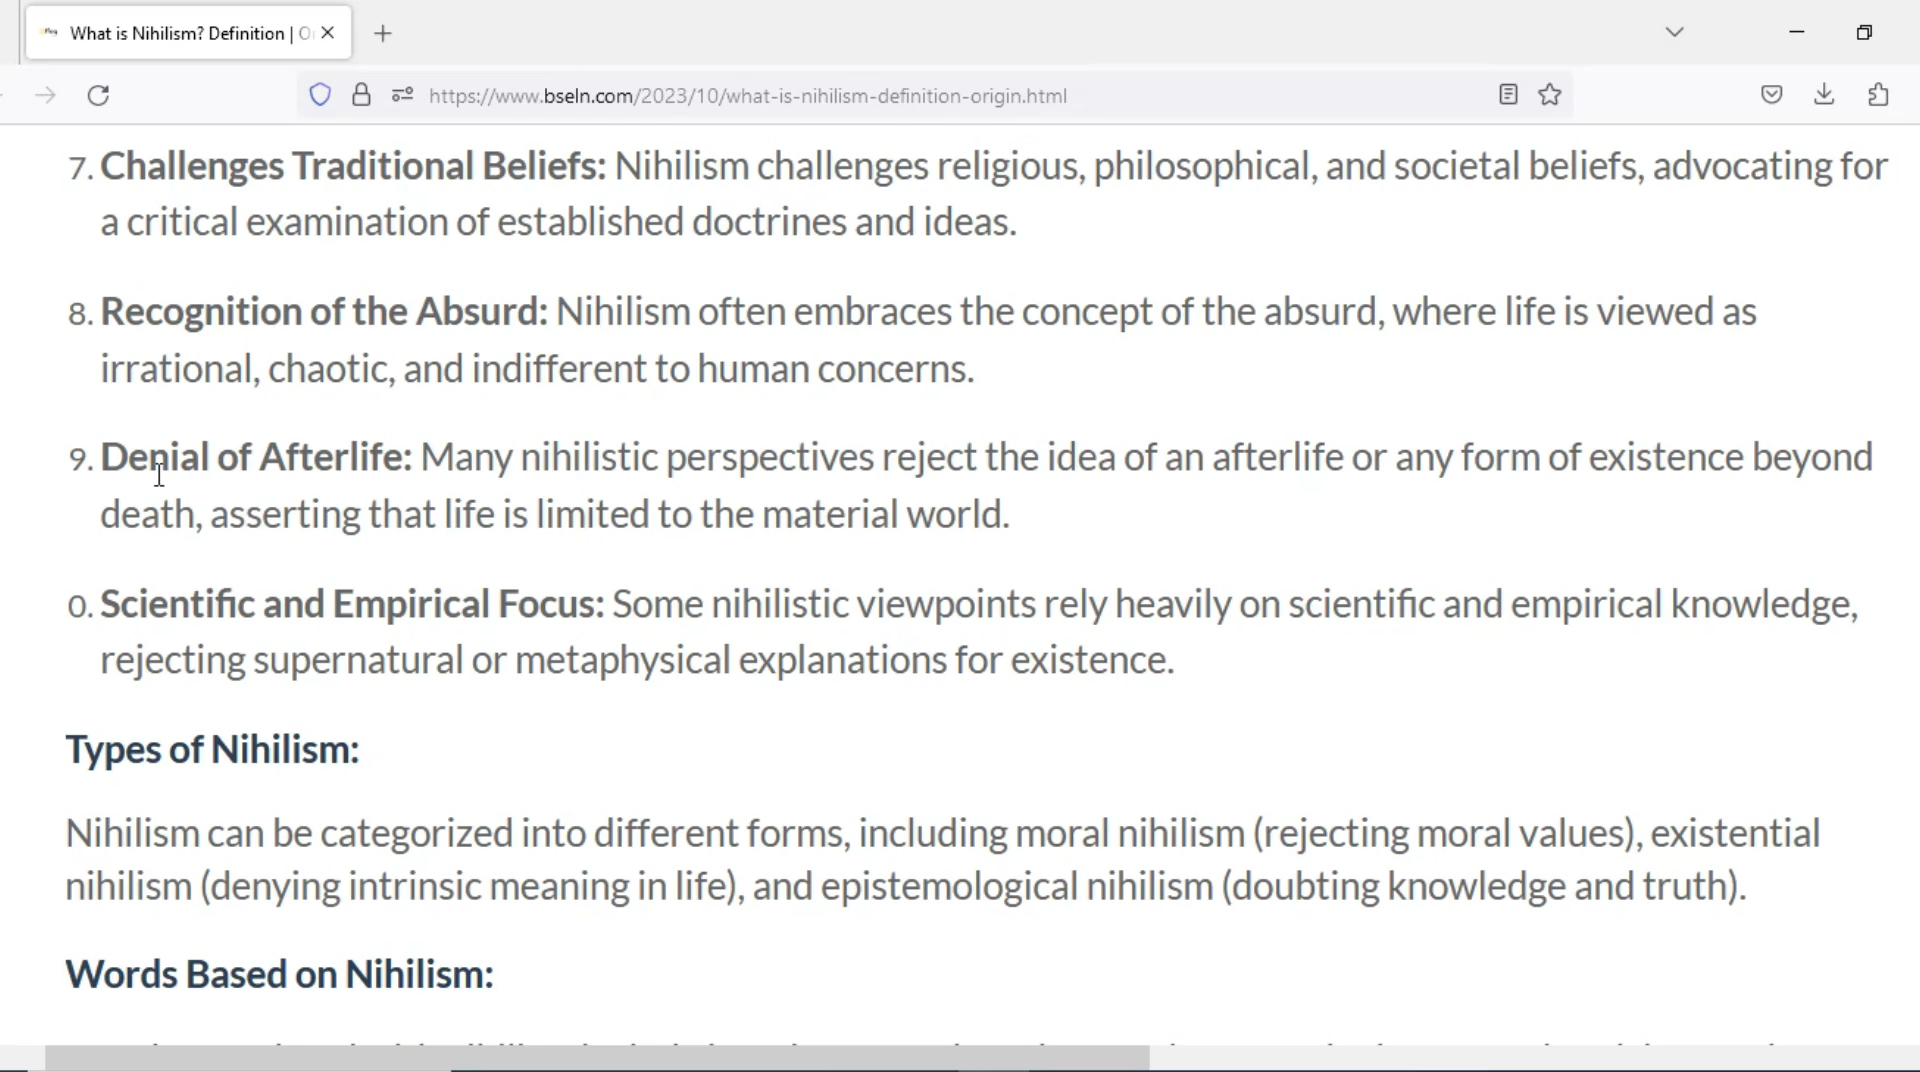 What is Nihilism? Definition | O
https://www.bseln.com/2023/10/what-is-nihilism-definition-origin.html
7. Challenges Traditional Beliefs: Nihilism challenges religious, philosophical, and societal beliefs, advocating for
a critical examination of established doctrines and ideas.
8. Recognition of the Absurd: Nihilism often embraces the concept of the absurd, where life is viewed as
irrational, chaotic, and indifferent to human concerns.
9. Denial of Afterlife: Many nihilistic perspectives reject the idea of an afterlife or any form of existence beyond
death, asserting that life is limited to the material world.
0. Scientific and Empirical Focus: Some nihilistic viewpoints rely heavily on scientific and empirical knowledge,
rejecting supernatural or metaphysical explanations for existence.
Types of Nihilism:
Nihilism can be categorized into different forms, including moral nihilism (rejecting moral values), existential
nihilism (denying intrinsic meaning in life), and epistemological nihilism (doubting knowledge and truth).
Words Based on Nihilism: